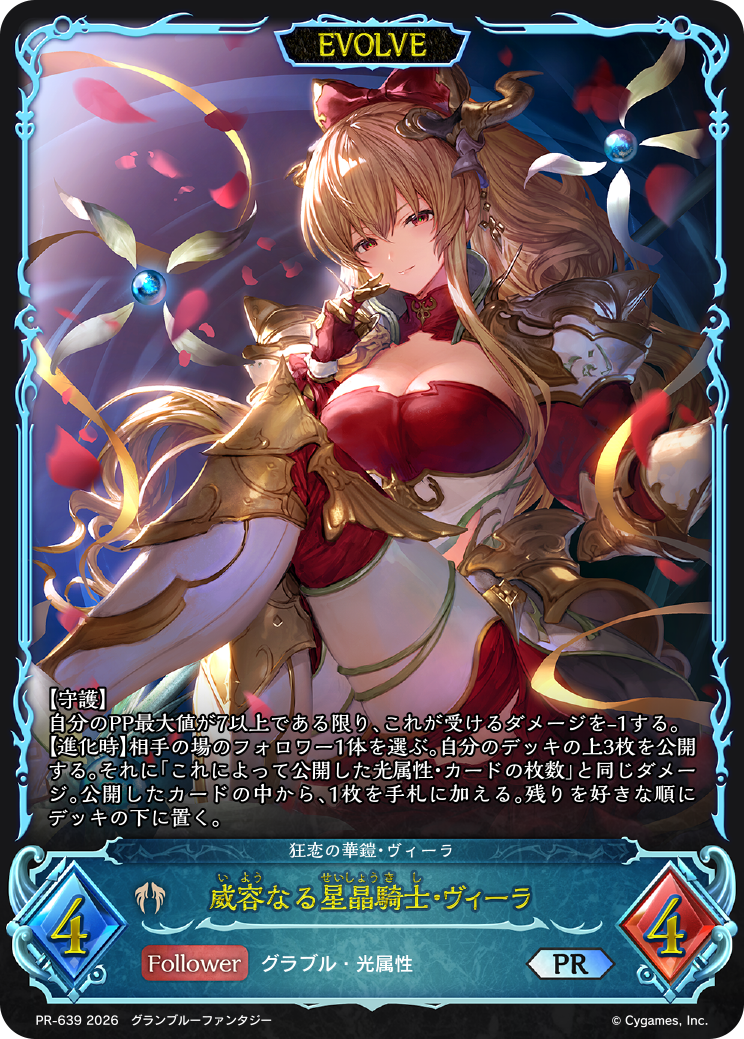 EVOLVE
【守護】
自分のPP最大値が7以上である限り、これが受けるダメージを-1する。
【進化時】相手の場のフォロワー1体を選ぶ。自分のデッキの上3枚を公開
する。それに「これによって公開した光属性・カードの枚数」と同じダメー
ジ。公開したカードの中から、1枚を手札に加える。残りを好きな順に
デッキの下に置く。
狂恋の華鎧・ヴィーラ
いようせいしょうきし
威容なる星晶騎士・ヴィーラ
4
4
Follower グラブル・光属性 PR
PR-639 2026 グランブルーファンタジー © Cygames, Inc.